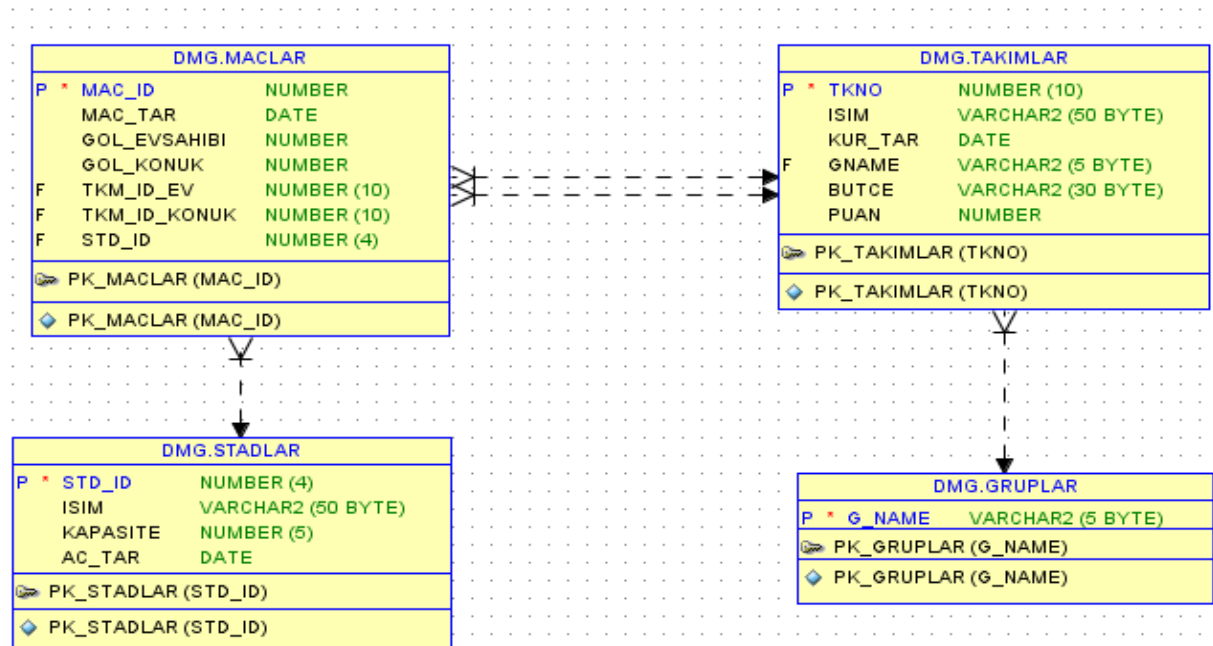 DMG.MACLAR
P * MAC_ID NUMBER
MAC_TAR DATE
GOL_EVSAHIBI NUMBER
GOL_KONUK NUMBER
F TKM_ID_EV NUMBER (10)
F TKM_ID_KONUK NUMBER (10)
F STD_ID NUMBER (4)
PK_MACLAR (MAC_ID)
PK_MACLAR (MAC_ID)
DMG.TAKIMLAR
P * TKNO NUMBER (10)
ISIM VARCHAR2 (50 BYTE)
KUR_TAR DATE
F GNAME VARCHAR2 (5 BYTE)
BUTCE VARCHAR2 (30 BYTE)
PUAN NUMBER
PK_TAKIMLAR (TKNO)
PK_TAKIMLAR (TKNO)
DMG.STADLAR
P * STD_ID NUMBER (4)
ISIM VARCHAR2 (50 BYTE)
KAPASITE NUMBER (5)
AC_TAR DATE
PK_STADLAR (STD_ID)
PK_STADLAR (STD_ID)
DMG.GRUPLAR
P * G_NAME VARCHAR2 (5 BYTE)
PK_GRUPLAR (G_NAME)
PK_GRUPLAR (G_NAME)